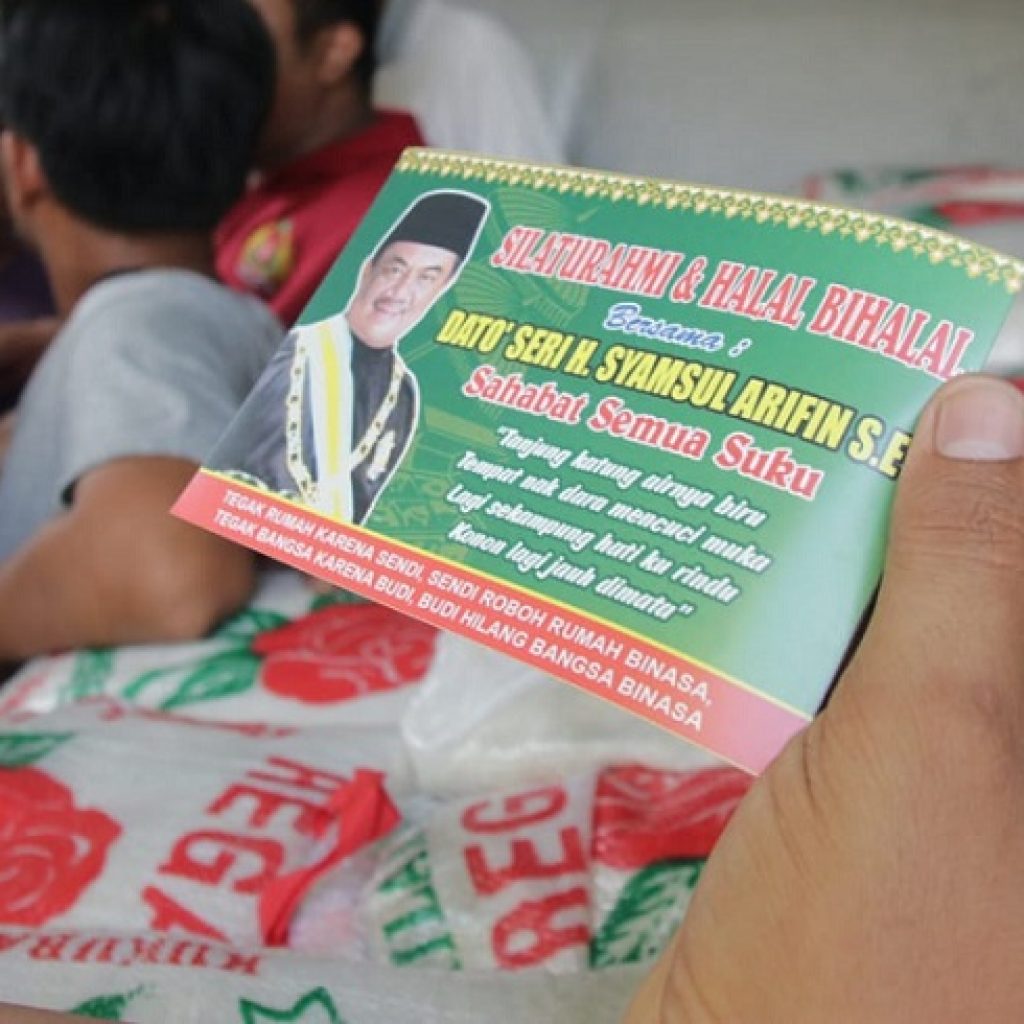 SILATURAHMI & HALAL BIHALAL
Bersama :
DATO' SERI H. SYAMSUL ARIFIN S.E
Sahabat Semua Suku
"Tanjung katung airnya biru
Tempat nak dara mencuci muka
Lagi sekampung hati ku rindu
Konon lagi jauh dimata"
TEGAK RUMAH KARENA SENDI, SENDI ROBOH RUMAH BINASA,
TEGAK BANGSA KARENA BUDI, BUDI HILANG BANGSA BINASA
KUKURBA